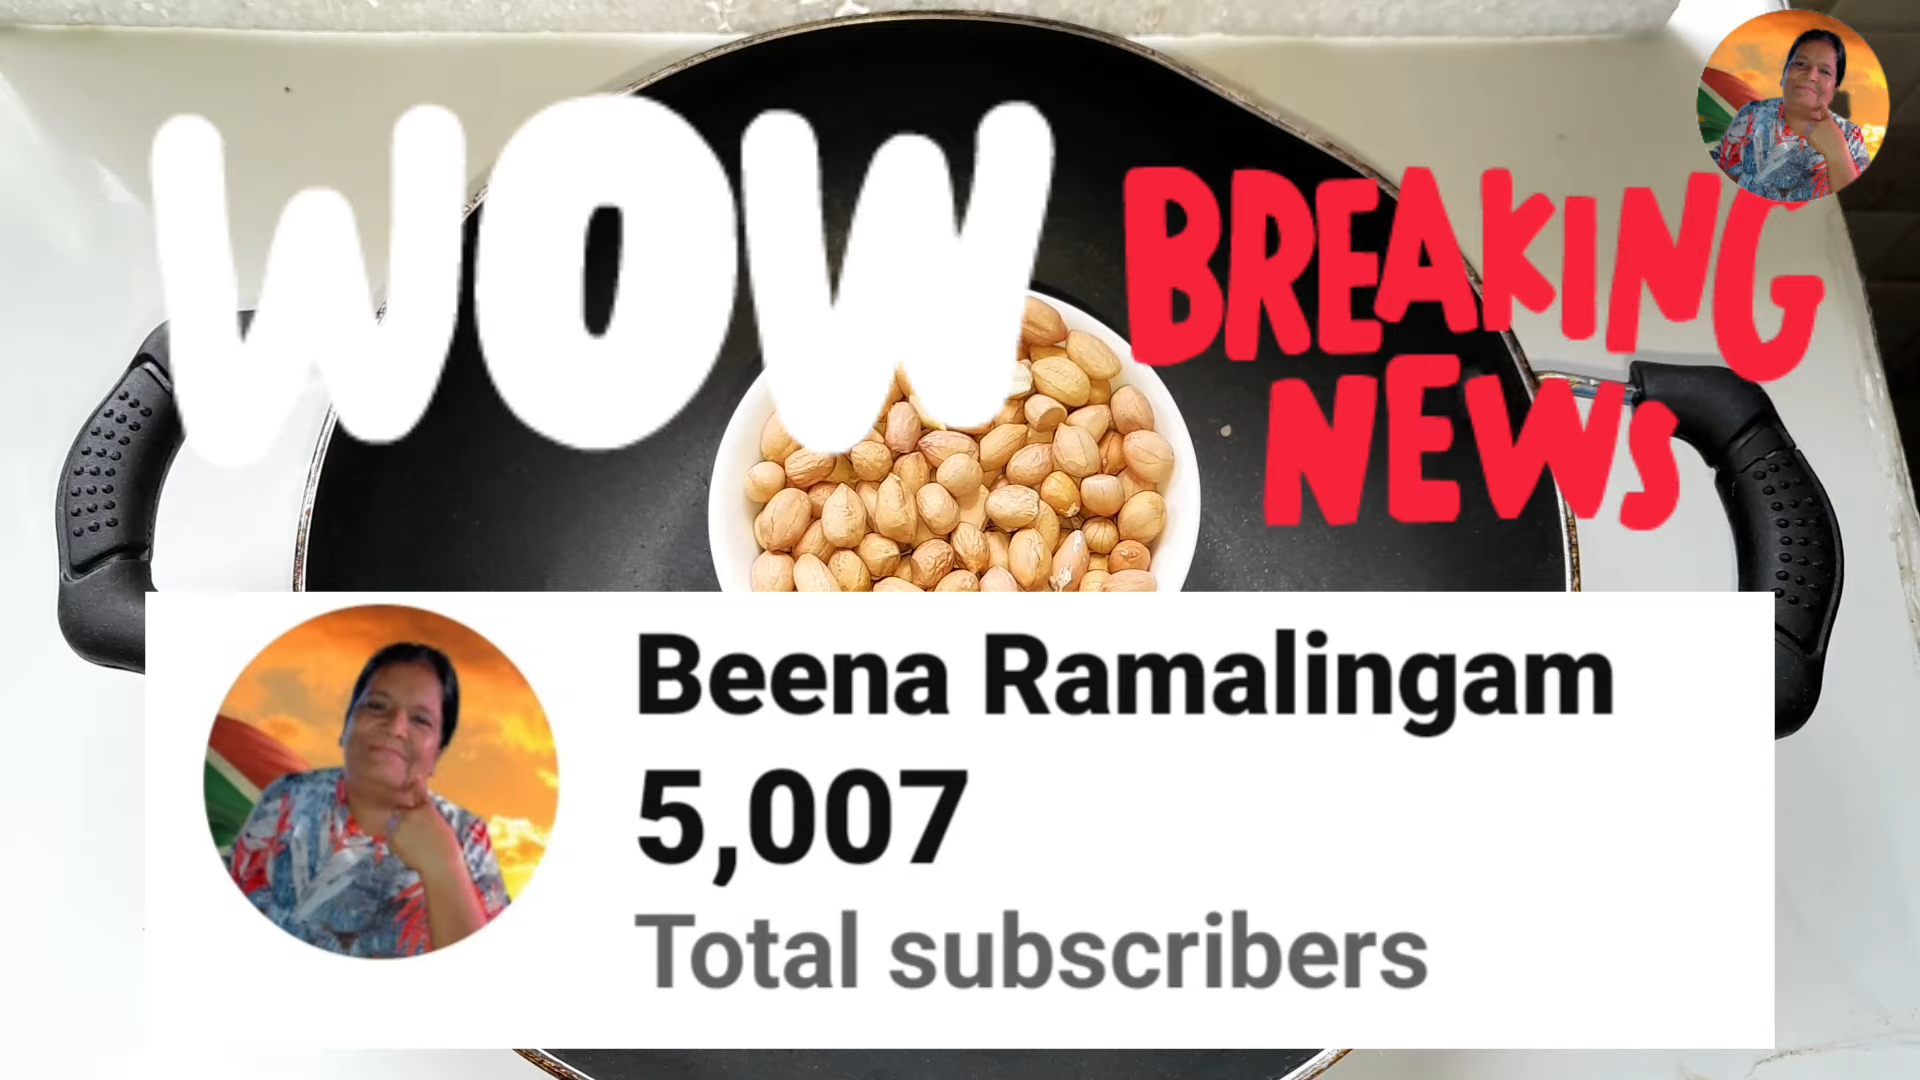 WOW
BREAKING
NEWS
Beena Ramalingam
5,007
Total subscribers